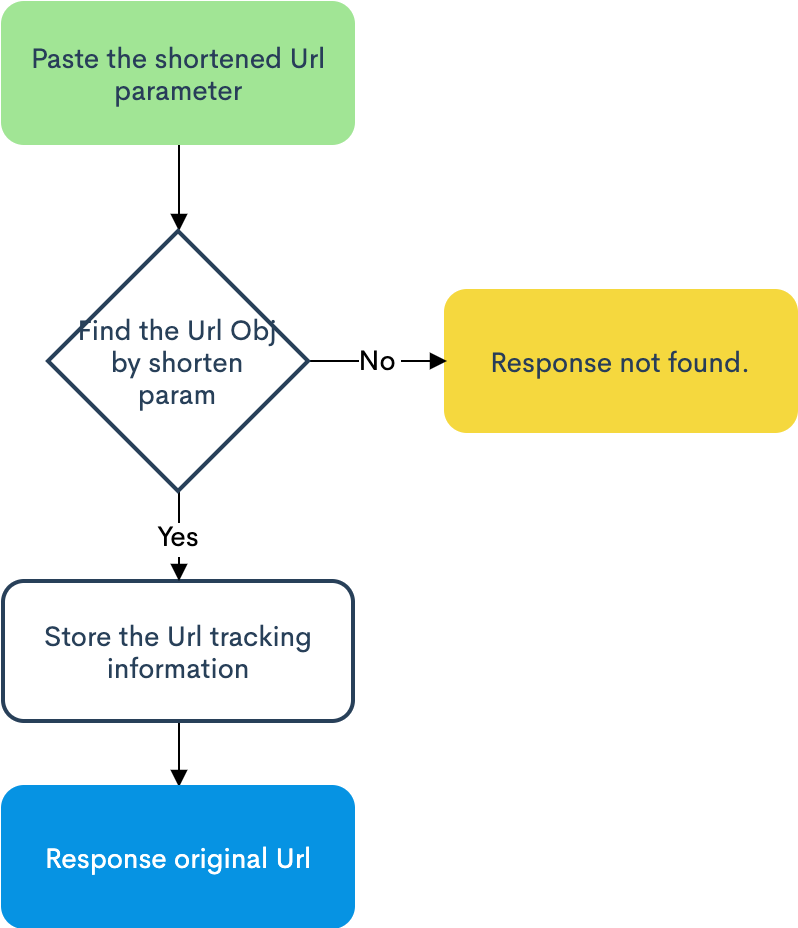 Paste the shortened Url
parameter
Find the Url Obj
by shorten
param
No
Response not found.
Yes
Store the Url tracking
information
Response original Url